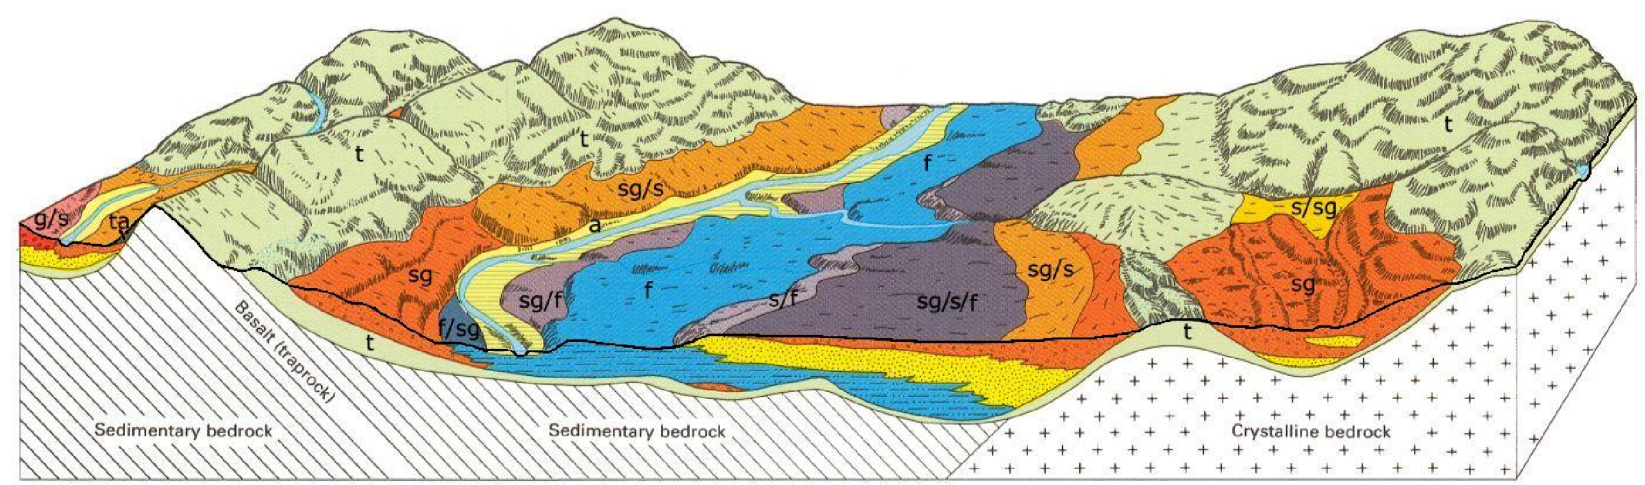 t
t
t
f
sg/s
g/s
ta
s/sg
a
sg
sg/s
sg
sg/f
f
s/f
sg/s/f
f/sg
t
t
Basalt (traprock)
Sedimentary bedrock
Sedimentary bedrock
Crystalline bedrock